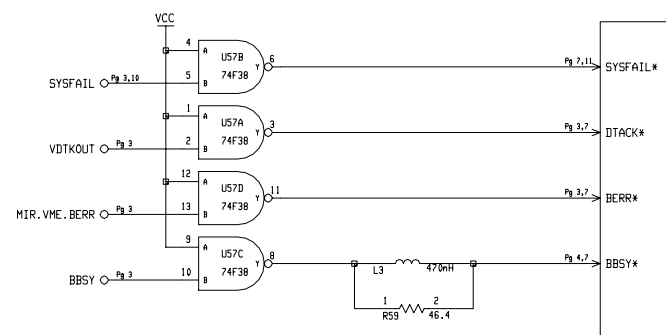 VCC
4 A U57B 6
Y
SYSFAIL Pg 3,10 5 B 74F38 Pg 7,11 SYSFAIL*
1 A U57A 3
Y
VDTKOUT Pg 3 2 B 74F38 Pg 3,7 DTACK*
12 A U57D 11
Y
MIR.VME.BERR Pg 3 13 B 74F38 Pg 3,7 BERR*
9 A U57C 8
Y
BBSY Pg 3 10 B 74F38 Pg 4,7 BBSY*
L3 470nH
1 2
R59 46.4